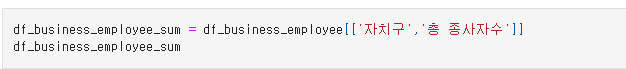 df_business_employee_sum = df_business_employee[['자치구','총 종사자수']]
df_business_employee_sum